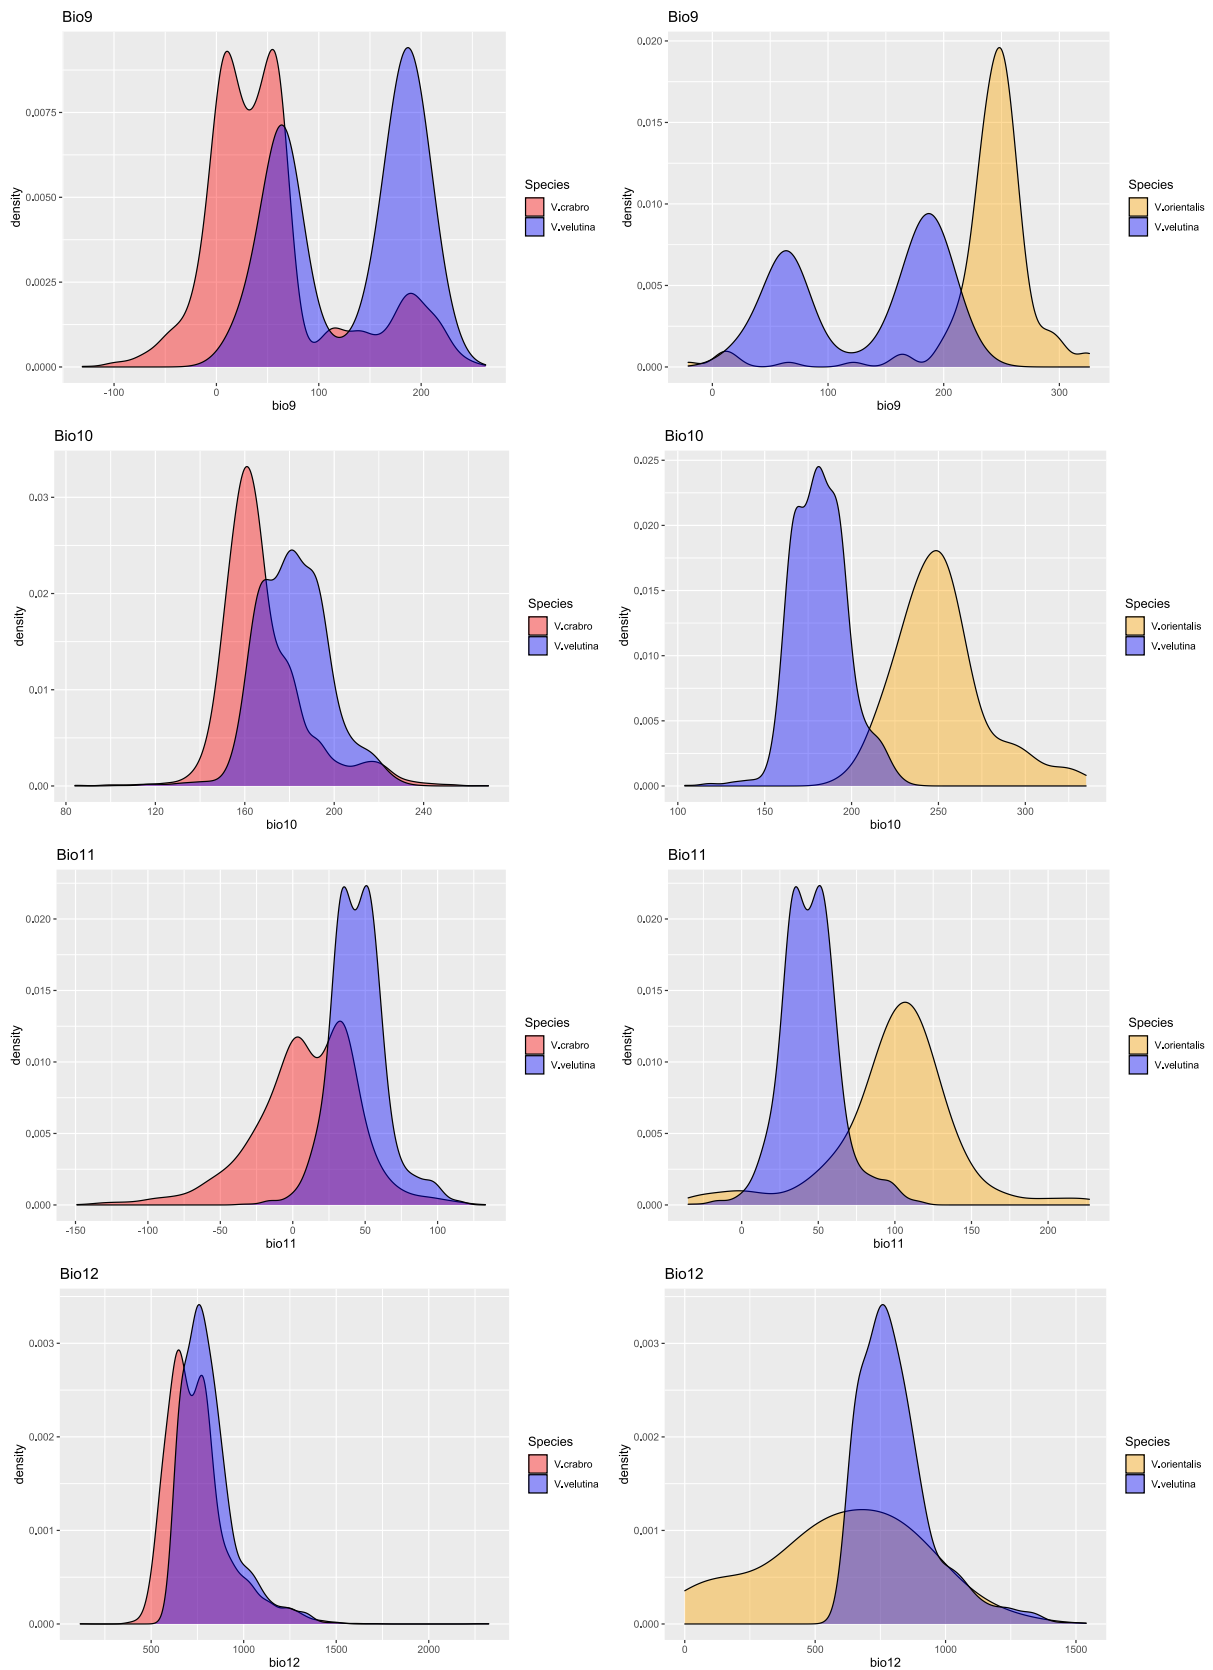 Bio9
0.0075
0.0050
0.0025
0.0000
density
-100 0 100 200
bio9
Species
V.crabro
V.velutina
Bio9
0.020
0.015
0.010
0.005
0.000
density
0 100 200 300
bio9
Species
V.orientalis
V.velutina
Bio10
0.03
0.02
0.01
0.00
density
80 120 160 200 240
bio10
Species
V.crabro
V.velutina
Bio10
0.025
0.020
0.015
0.010
0.005
0.000
density
100 150 200 250 300
bio10
Species
V.orientalis
V.velutina
Bio11
0.020
0.015
0.010
0.005
0.000
density
-150 -100 -50 0 50 100
bio11
Species
V.crabro
V.velutina
Bio11
0.020
0.015
0.010
0.005
0.000
density
0 50 100 150 200
bio11
Species
V.orientalis
V.velutina
Bio12
0.003
0.002
0.001
0.000
density
500 1000 1500 2000
bio12
Species
V.crabro
V.velutina
Bio12
0.003
0.002
0.001
0.000
density
0 500 1000 1500
bio12
Species
V.orientalis
V.velutina